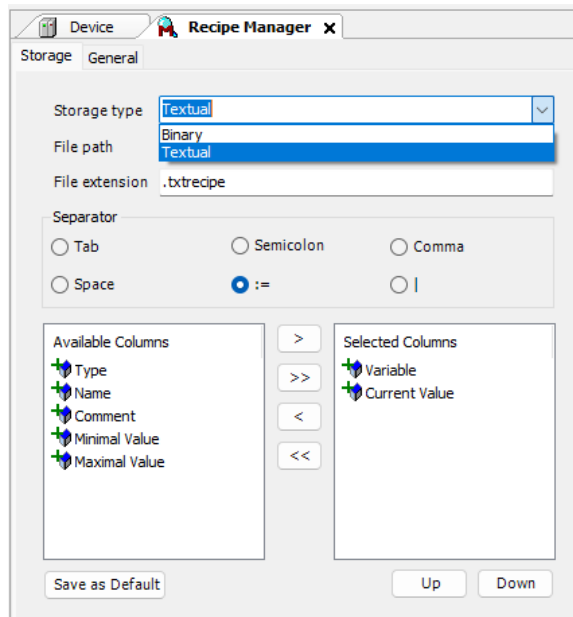 Device Recipe Manager x
Storage General
Storage type Textual
Binary
File path Textual
File extension .txtrecipe
Separator
Tab Semicolon Comma
Space := |
Available Columns > Selected Columns
Type Variable
>>
Name Current Value
Comment <
Minimal Value
<<
Maximal Value
Save as Default Up Down